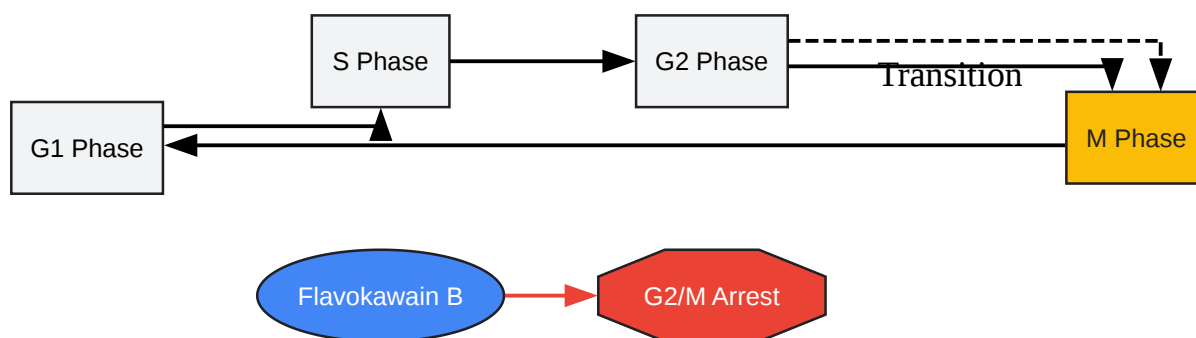 S Phase
G2 Phase
Transition
G1 Phase
M Phase
Flavokawain B
G2/M Arrest